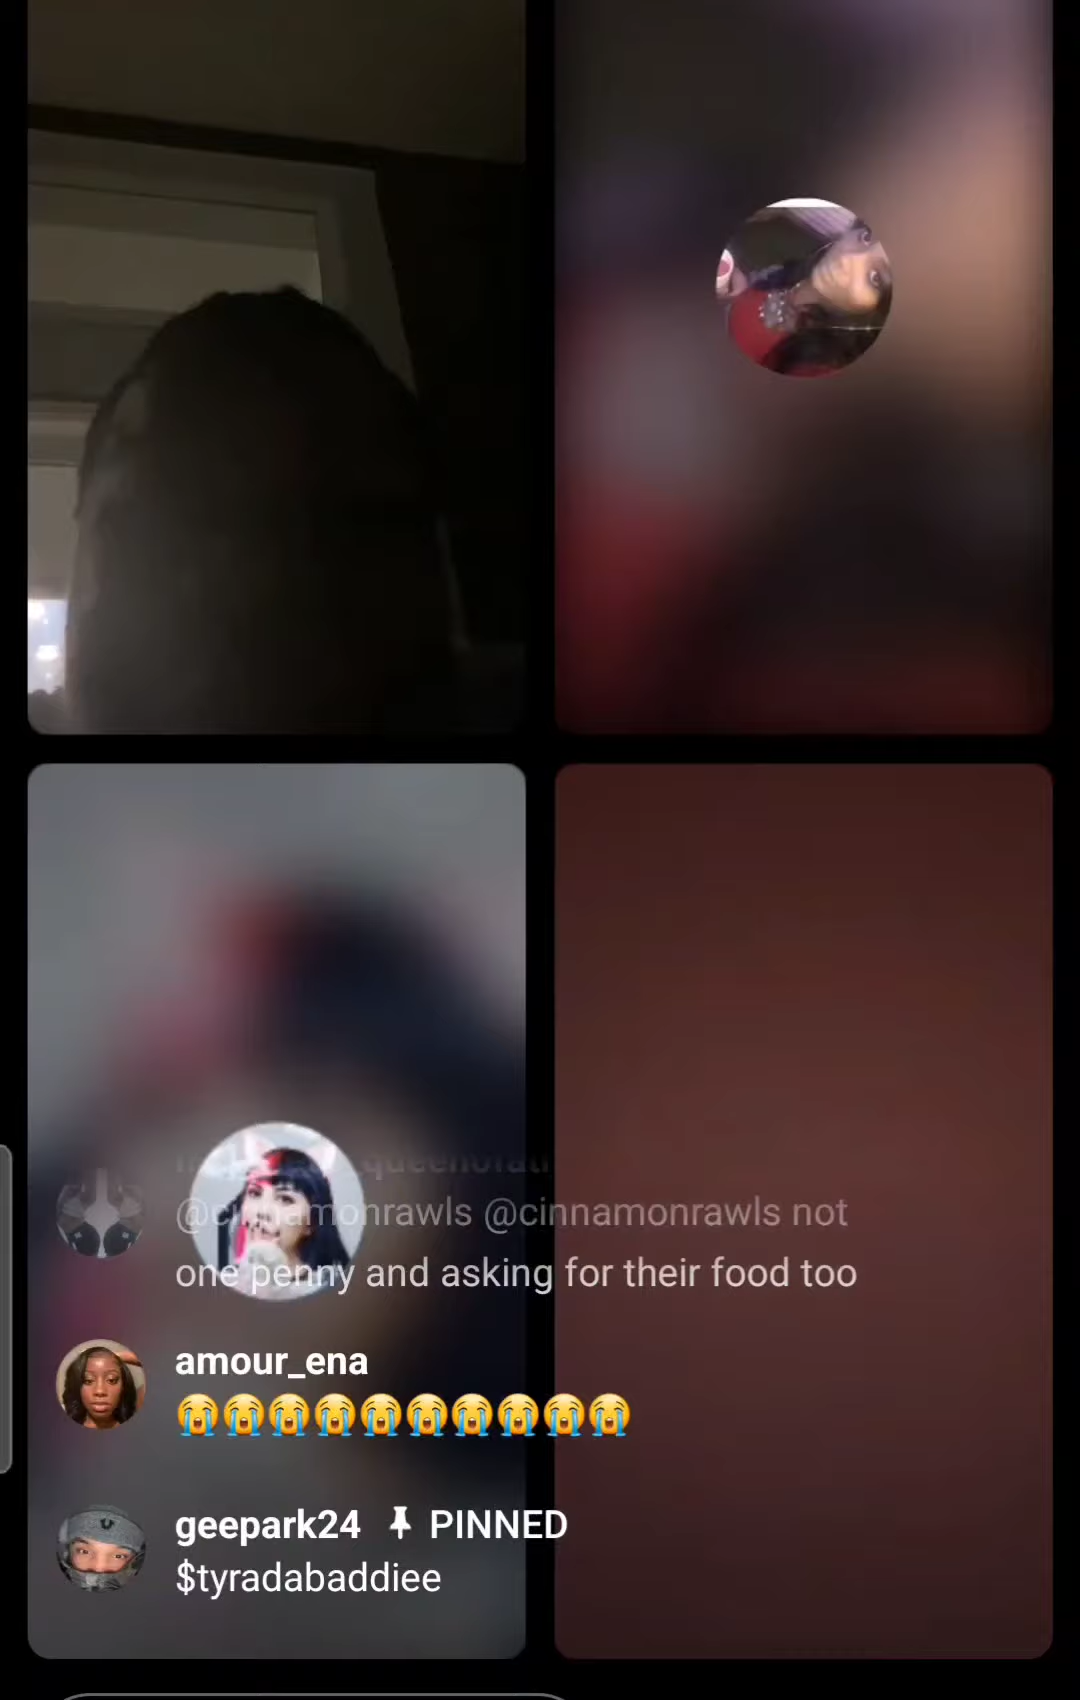 @cinnamonrawls @cinnamonrawls not
one penny and asking for their food too
amour_ena
😭😭😭😭😭😭😭😭😭😭
geepark24 📌 PINNED
$tyradabaddiee